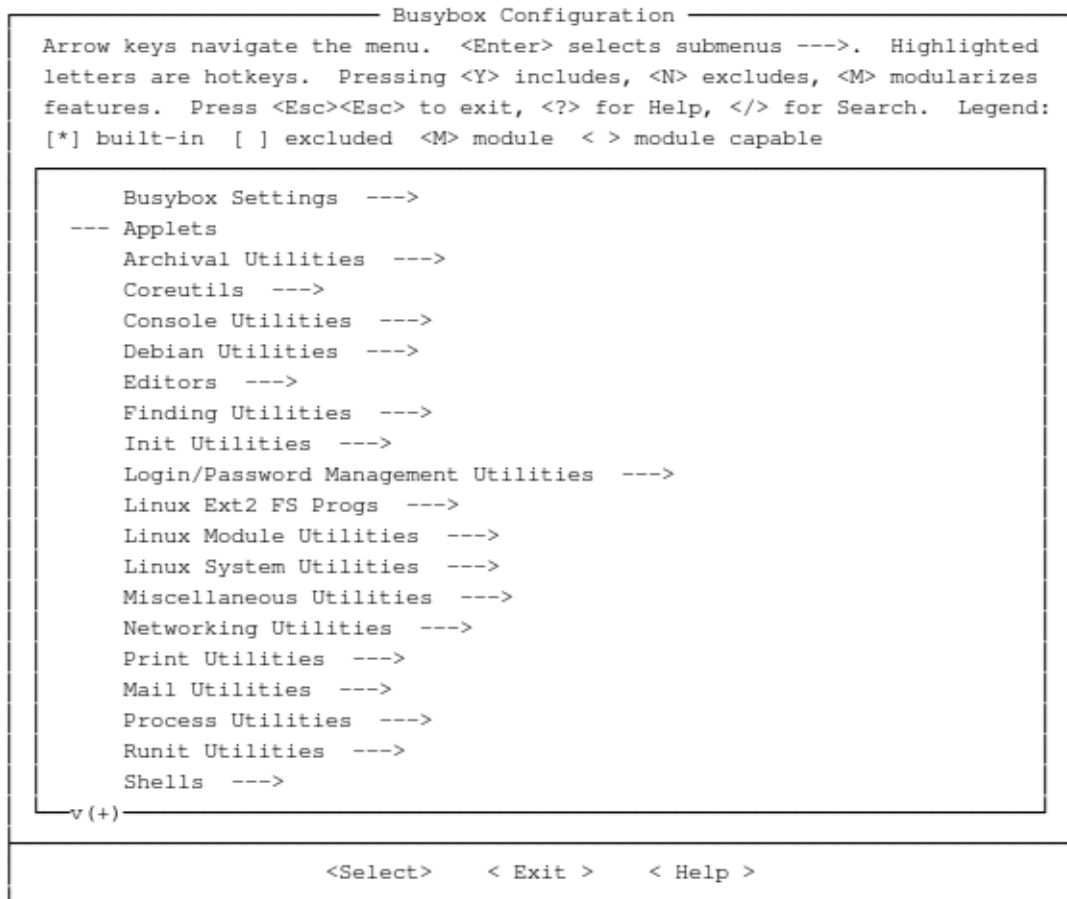 Busybox Configuration
Arrow keys navigate the menu.  <Enter> selects submenus --->.  Highlighted
letters are hotkeys.  Pressing <Y> includes, <N> excludes, <M> modularizes
features.  Press <Esc><Esc> to exit, <?> for Help, </> for Search.  Legend:
[*] built-in  [ ] excluded  <M> module  < > module capable
Busybox Settings  --->
--- Applets
Archival Utilities  --->
Coreutils  --->
Console Utilities  --->
Debian Utilities  --->
Editors  --->
Finding Utilities  --->
Init Utilities  --->
Login/Password Management Utilities  --->
Linux Ext2 FS Progs  --->
Linux Module Utilities  --->
Linux System Utilities  --->
Miscellaneous Utilities  --->
Networking Utilities  --->
Print Utilities  --->
Mail Utilities  --->
Process Utilities  --->
Runit Utilities  --->
Shells  --->
v(+)
<Select>    < Exit >    < Help >